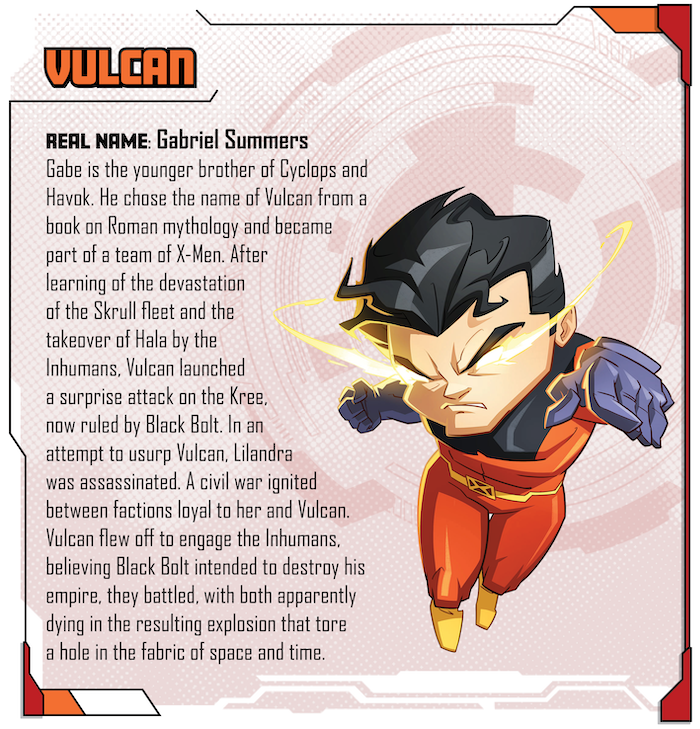 VULCAN
REAL NAME: Gabriel Summers
Gabe is the younger brother of Cyclops and
Havok. He chose the name of Vulcan from a
book on Roman mythology and became
part of a team of X-Men. After
learning of the devastation
of the Skrull fleet and the
takeover of Hala by the
Inhumans, Vulcan launched
a surprise attack on the Kree,
now ruled by Black Bolt. In an
attempt to usurp Vulcan, Lilandra
was assassinated. A civil war ignited
between factions loyal to her and Vulcan.
Vulcan flew off to engage the Inhumans,
believing Black Bolt intended to destroy his
empire, they battled, with both apparently
dying in the resulting explosion that tore
a hole in the fabric of space and time.